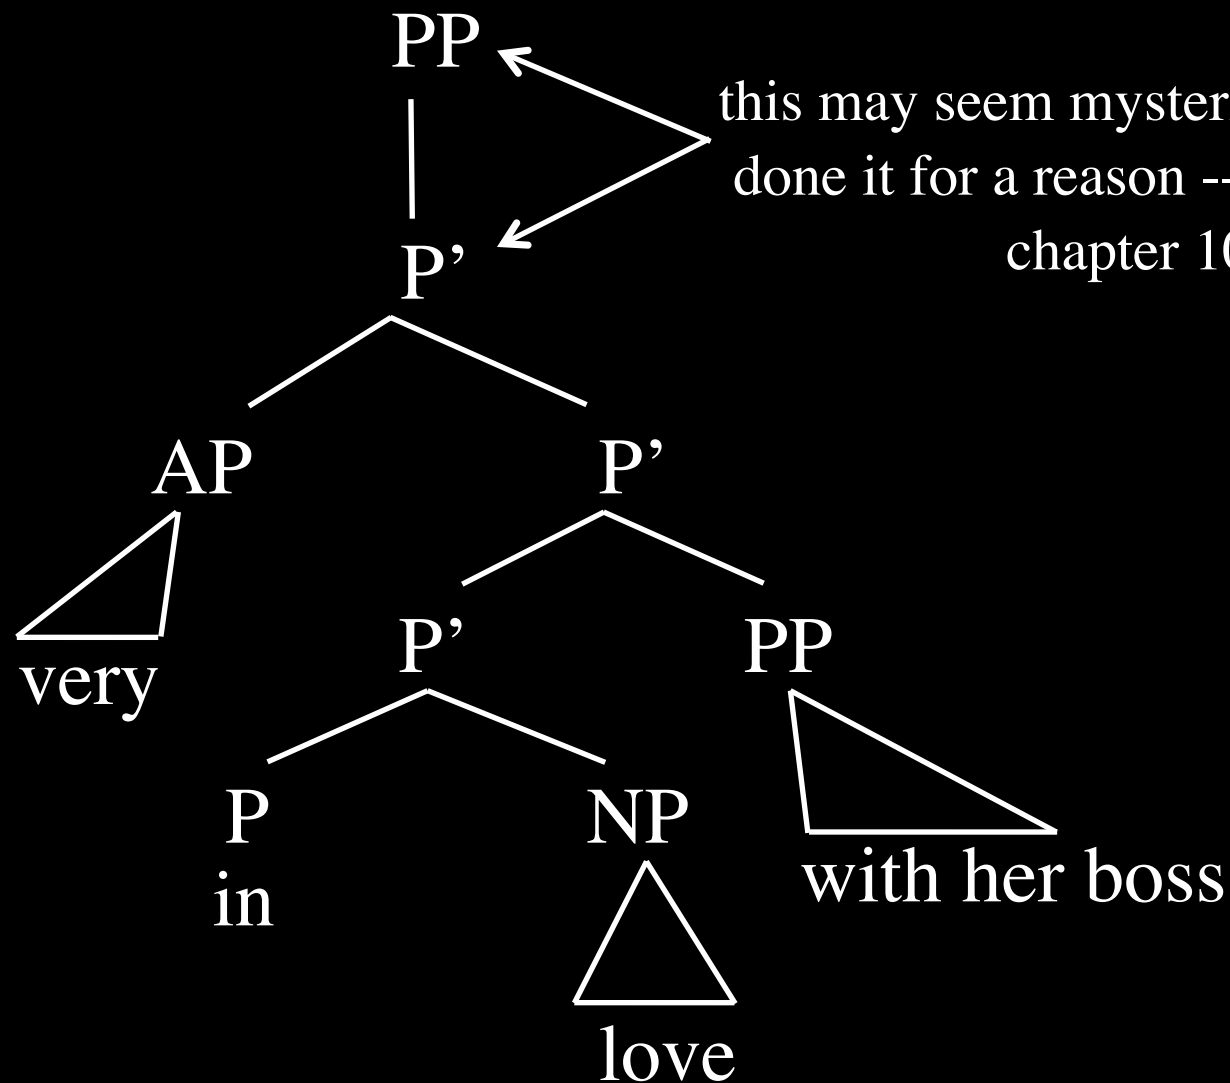 PP
this may seem myster
done it for a reason --
chapter 10
P’
AP P’
very
P’ PP
P NP
in
with her boss
love